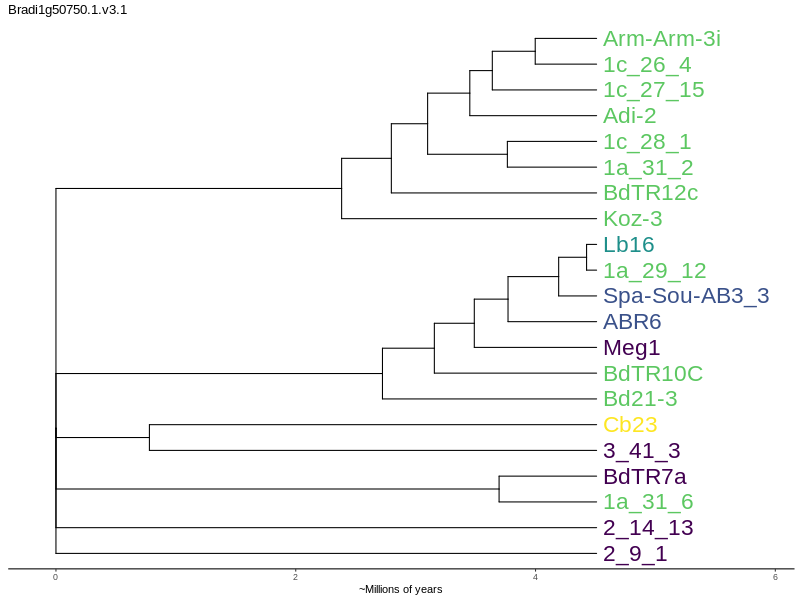 Bradi1g50750.1.v3.1
Arm-Arm-3i
1c_26_4
1c_27_15
Adi-2
1c_28_1
1a_31_2
BdTR12c
Koz-3
Lb16
1a_29_12
Spa-Sou-AB3_3
ABR6
Meg1
BdTR10C
Bd21-3
Cb23
3_41_3
BdTR7a
1a_31_6
2_14_13
2_9_1
0 2 4 6
~Millions of years